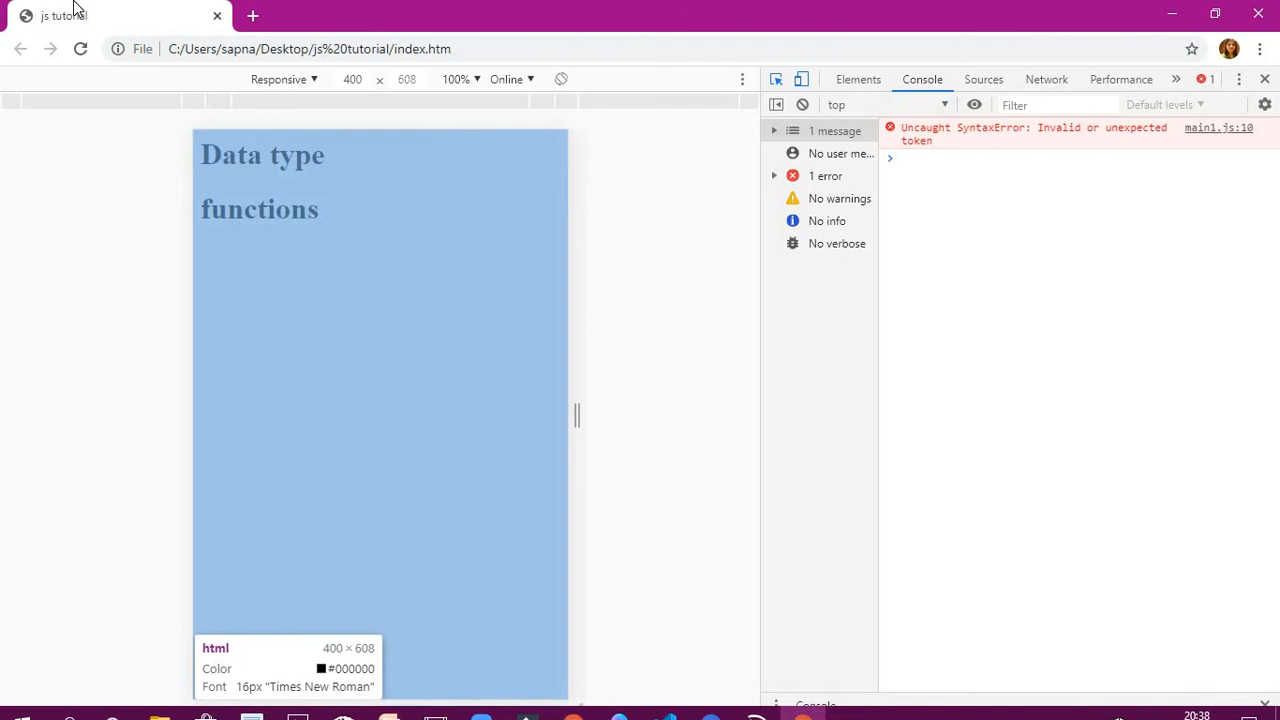 js tutorial
File
C:/Users/sapna/Desktop/js%20tutorial/index.htm
Responsive 400 × 608 100% Online
Elements Console Sources Network Performance 1
top Filter Default levels
1 message
No user me...
1 error
No warnings
No info
No verbose
Uncaught SyntaxError: Invalid or unexpected main1.js:10
token
Data type
functions
html 400 × 608
Color #000000
Font 16px "Times New Roman"
Console
20:38